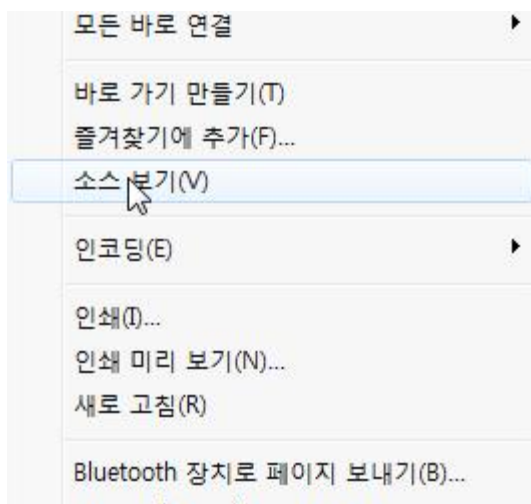 모든 바로 연결
바로 가기 만들기(T)
즐겨찾기에 추가(F)...
소스 보기(V)
인코딩(E)
인쇄(I)...
인쇄 미리 보기(N)...
새로 고침(R)
Bluetooth 장치로 페이지 보내기(B)...